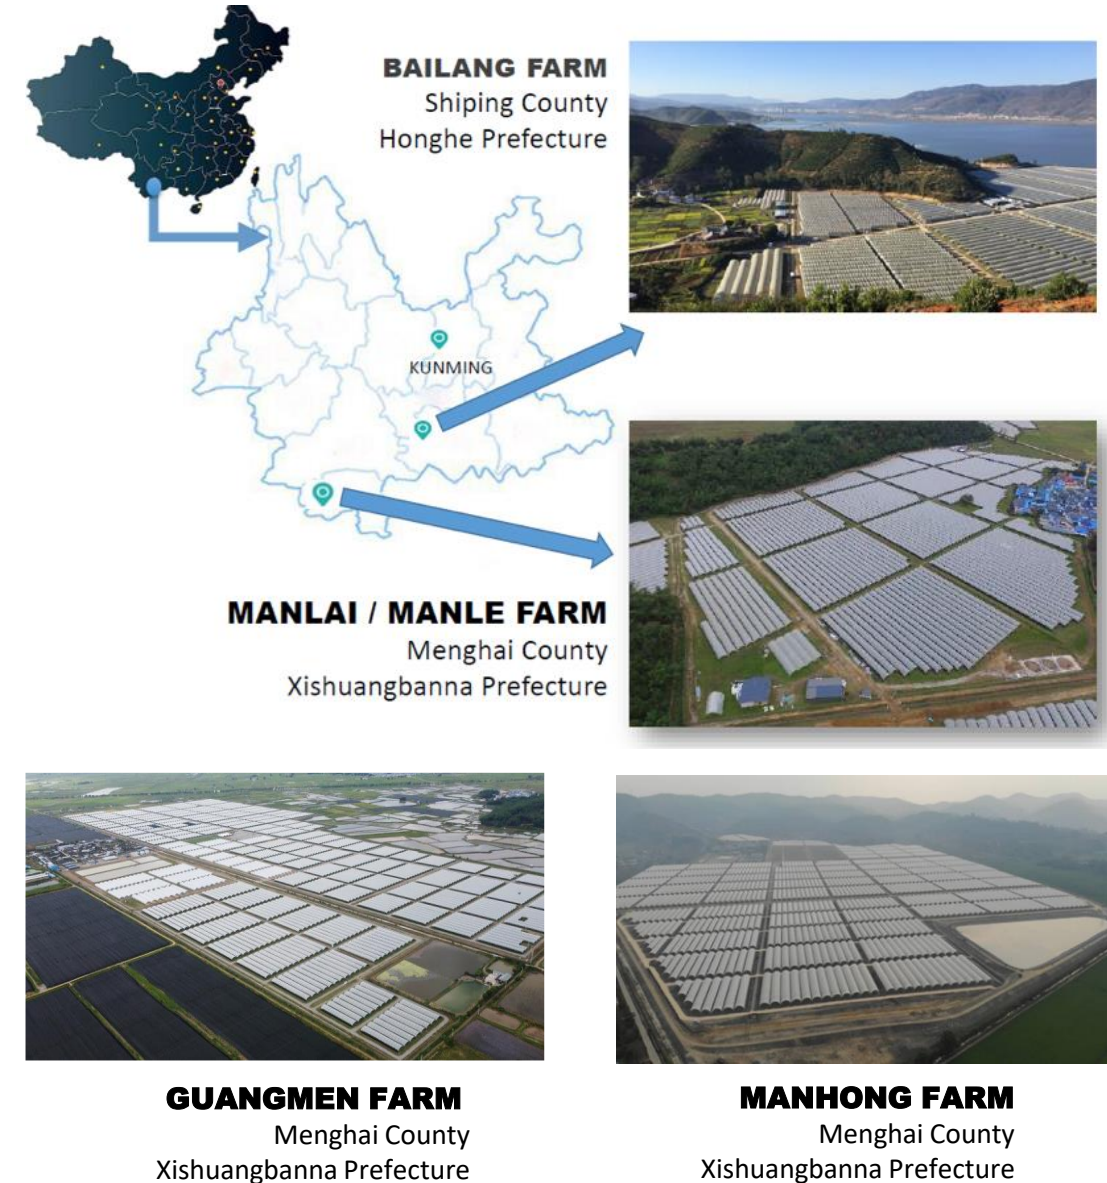 BAILANG FARM
Shiping County
Honghe Prefecture
KUNMING
MANLAI / MANLE FARM
Menghai County
Xishuangbanna Prefecture
GUANGMEN FARM
Menghai County
Xishuangbanna Prefecture
MANHONG FARM
Menghai County
Xishuangbanna Prefecture